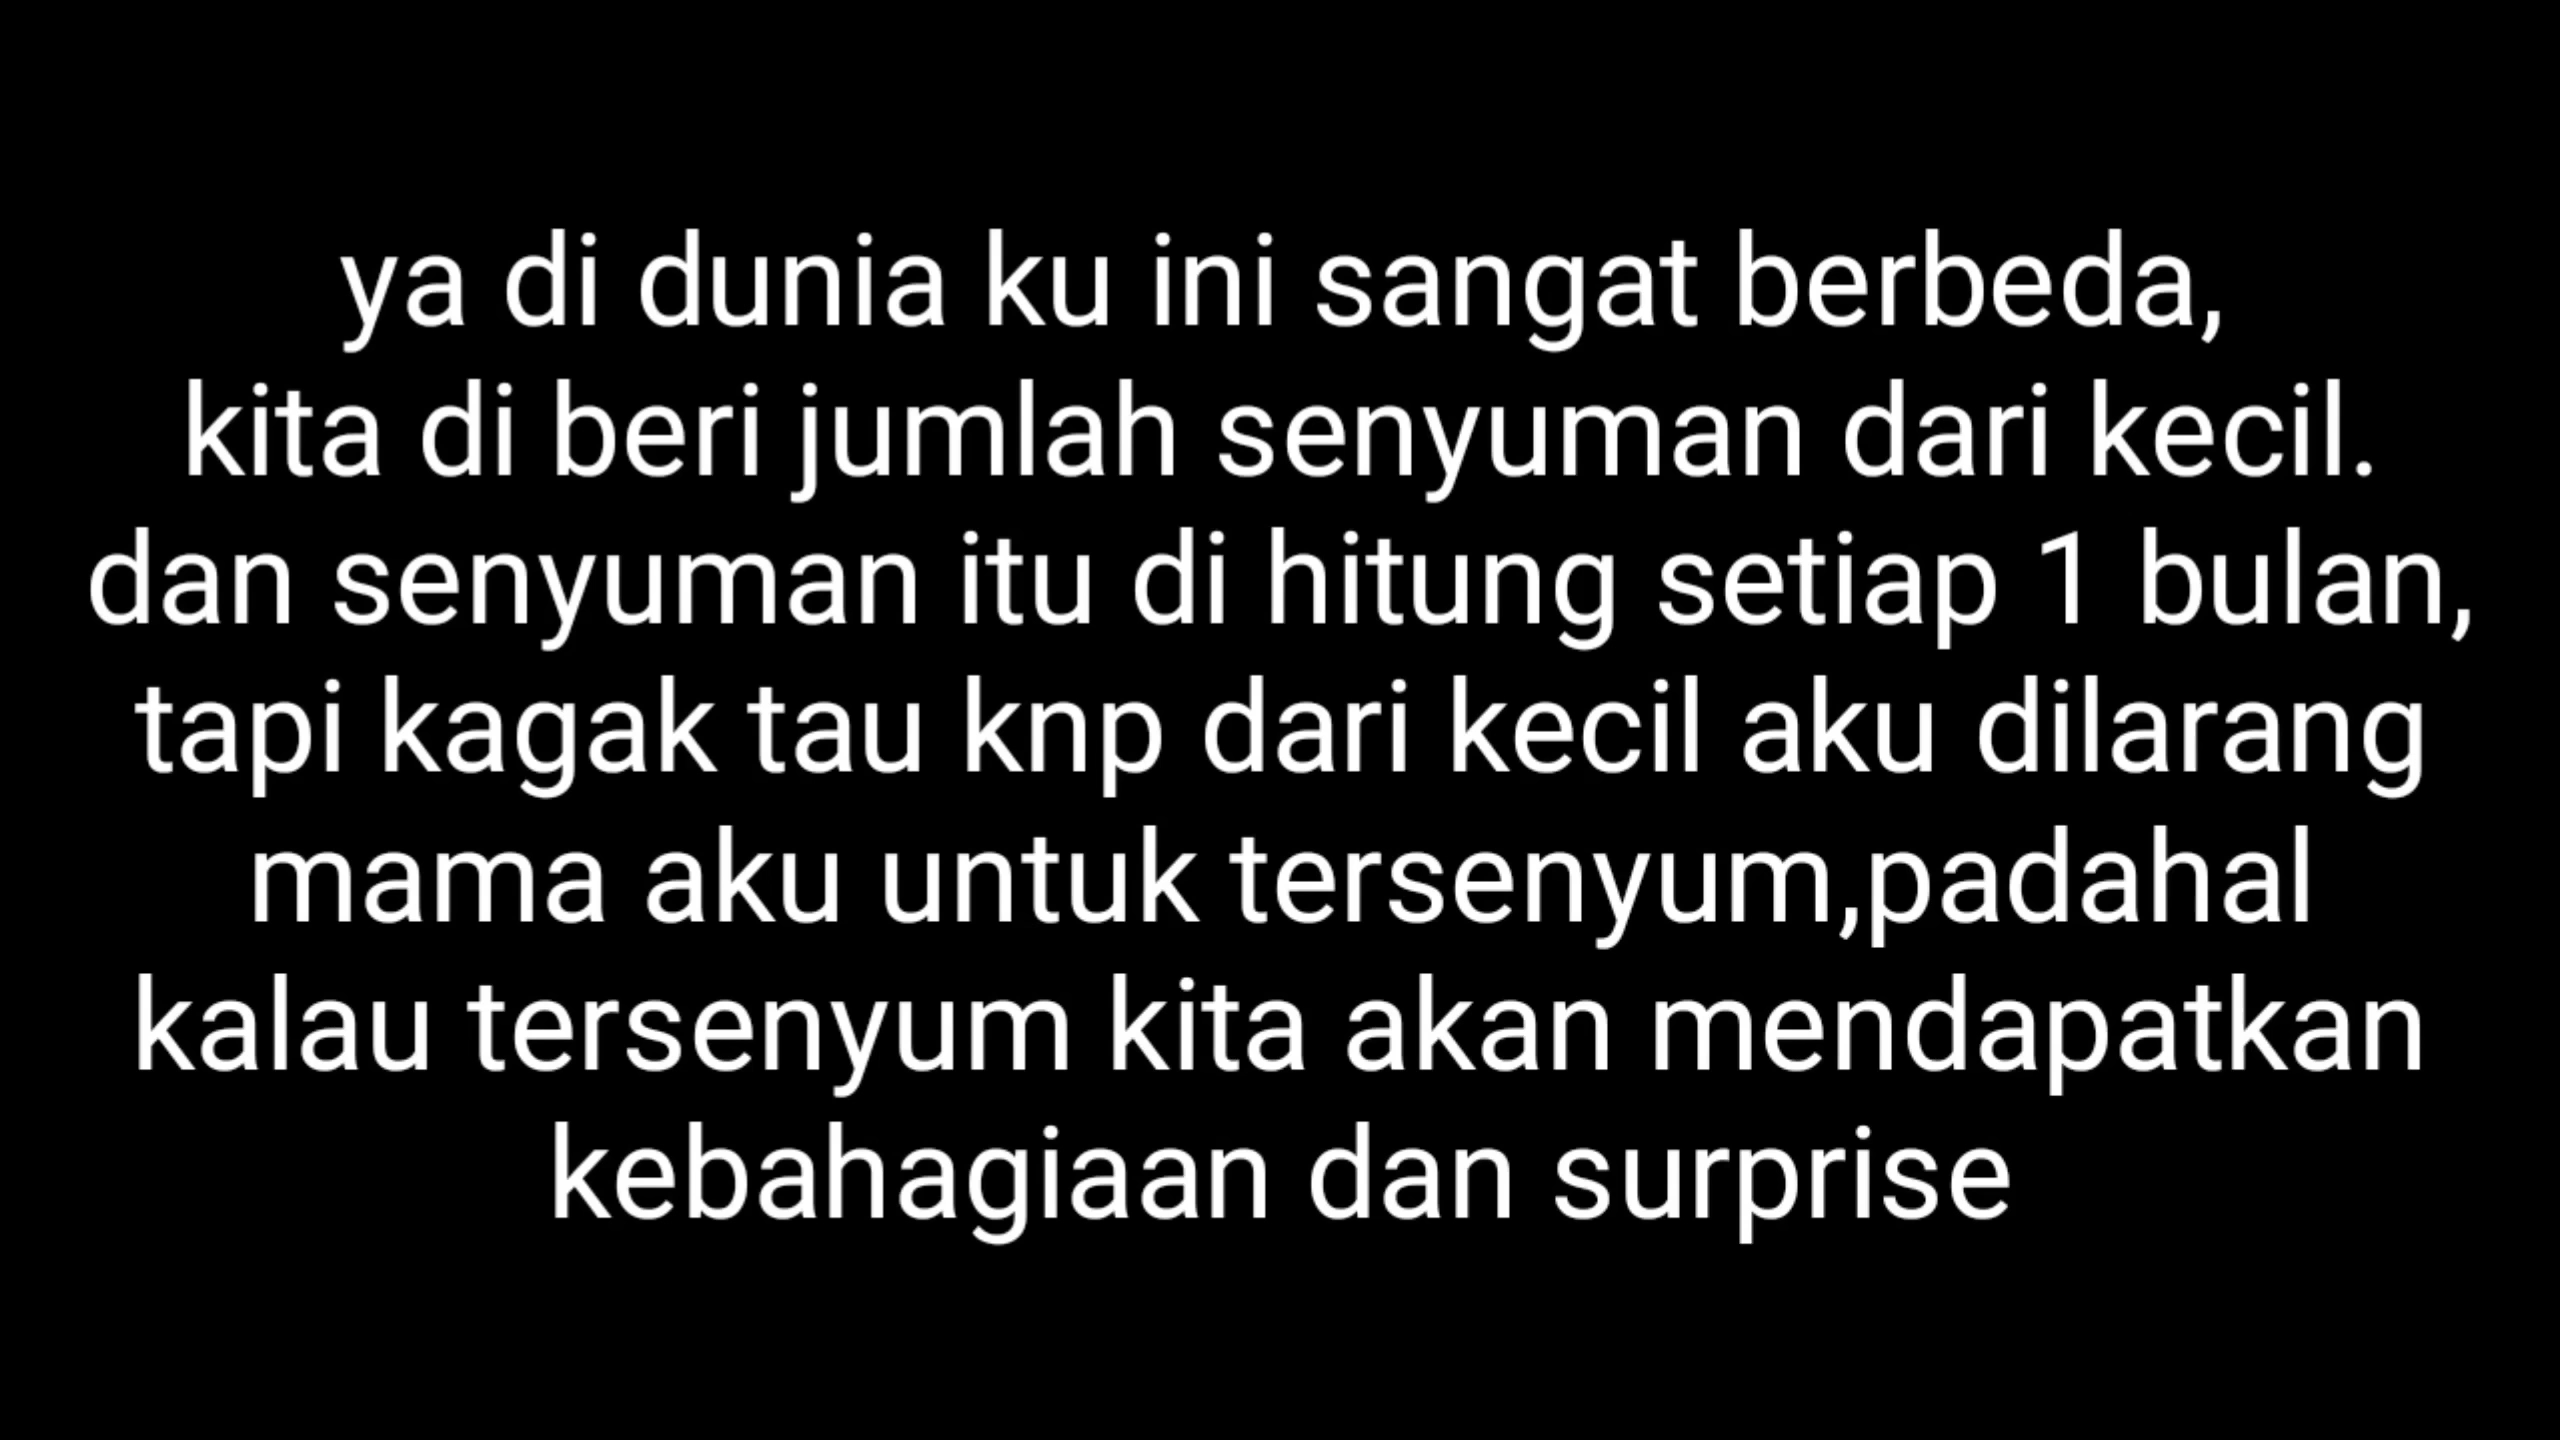 ya di dunia ku ini sangat berbeda,
kita di beri jumlah senyuman dari kecil.
dan senyuman itu di hitung setiap 1 bulan,
tapi kagak tau knp dari kecil aku dilarang
mama aku untuk tersenyum,padahal
kalau tersenyum kita akan mendapatkan
kebahagiaan dan surprise